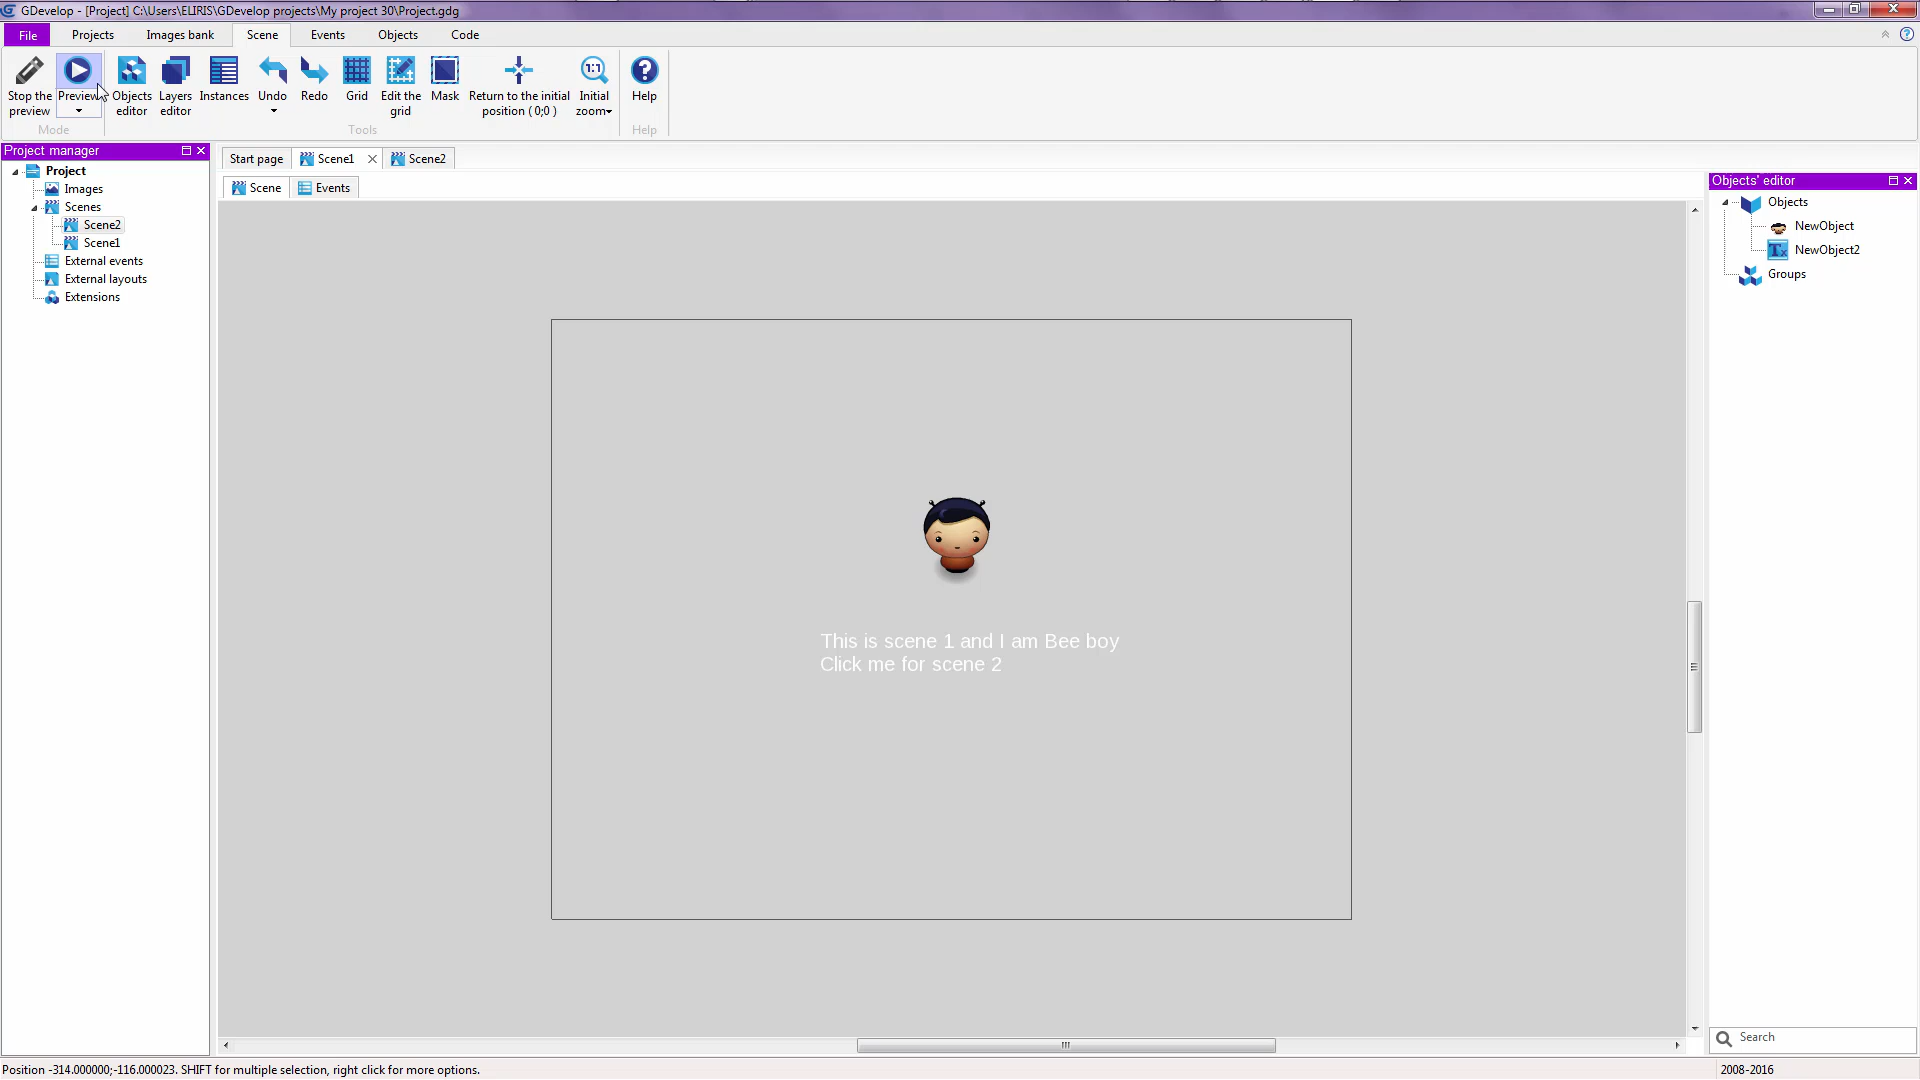 GDevelop - [Project] C:\Users\ELIRIS\GDevelop projects\My project 30\Project.gdg
File Projects Images bank Scene Events Objects Code
Stop the preview
Preview
Objects editor
Layers editor
Instances
Undo
Redo
Grid
Edit the grid
Mask
Return to the initial position ( 0;0 )
Initial zoom
Help
Mode Tools Help
Project manager
Project
Images
Scenes
Scene2
Scene1
External events
External layouts
Extensions
Start page Scene1 Scene2
Scene Events
This is scene 1 and I am Bee boy
Click me for scene 2
Objects' editor
Objects
NewObject
NewObject2
Groups
Search
Position -314.000000;-116.000023. SHIFT for multiple selection, right click for more options.
2008-2016